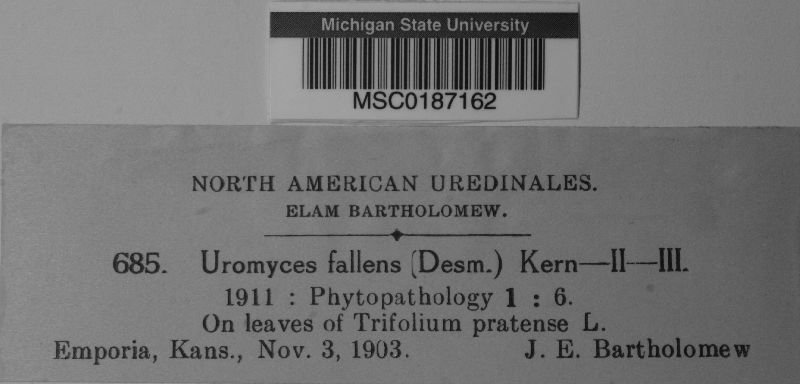 Michigan State University
MSC0187162
NORTH AMERICAN UREDINALES.
ELAM BARTHOLOMEW.
685. Uromyces fallens (Desm.) Kern—II—III.
1911 : Phytopathology 1 : 6.
On leaves of Trifolium pratense L.
Emporia, Kans., Nov. 3, 1903. J. E. Bartholomew